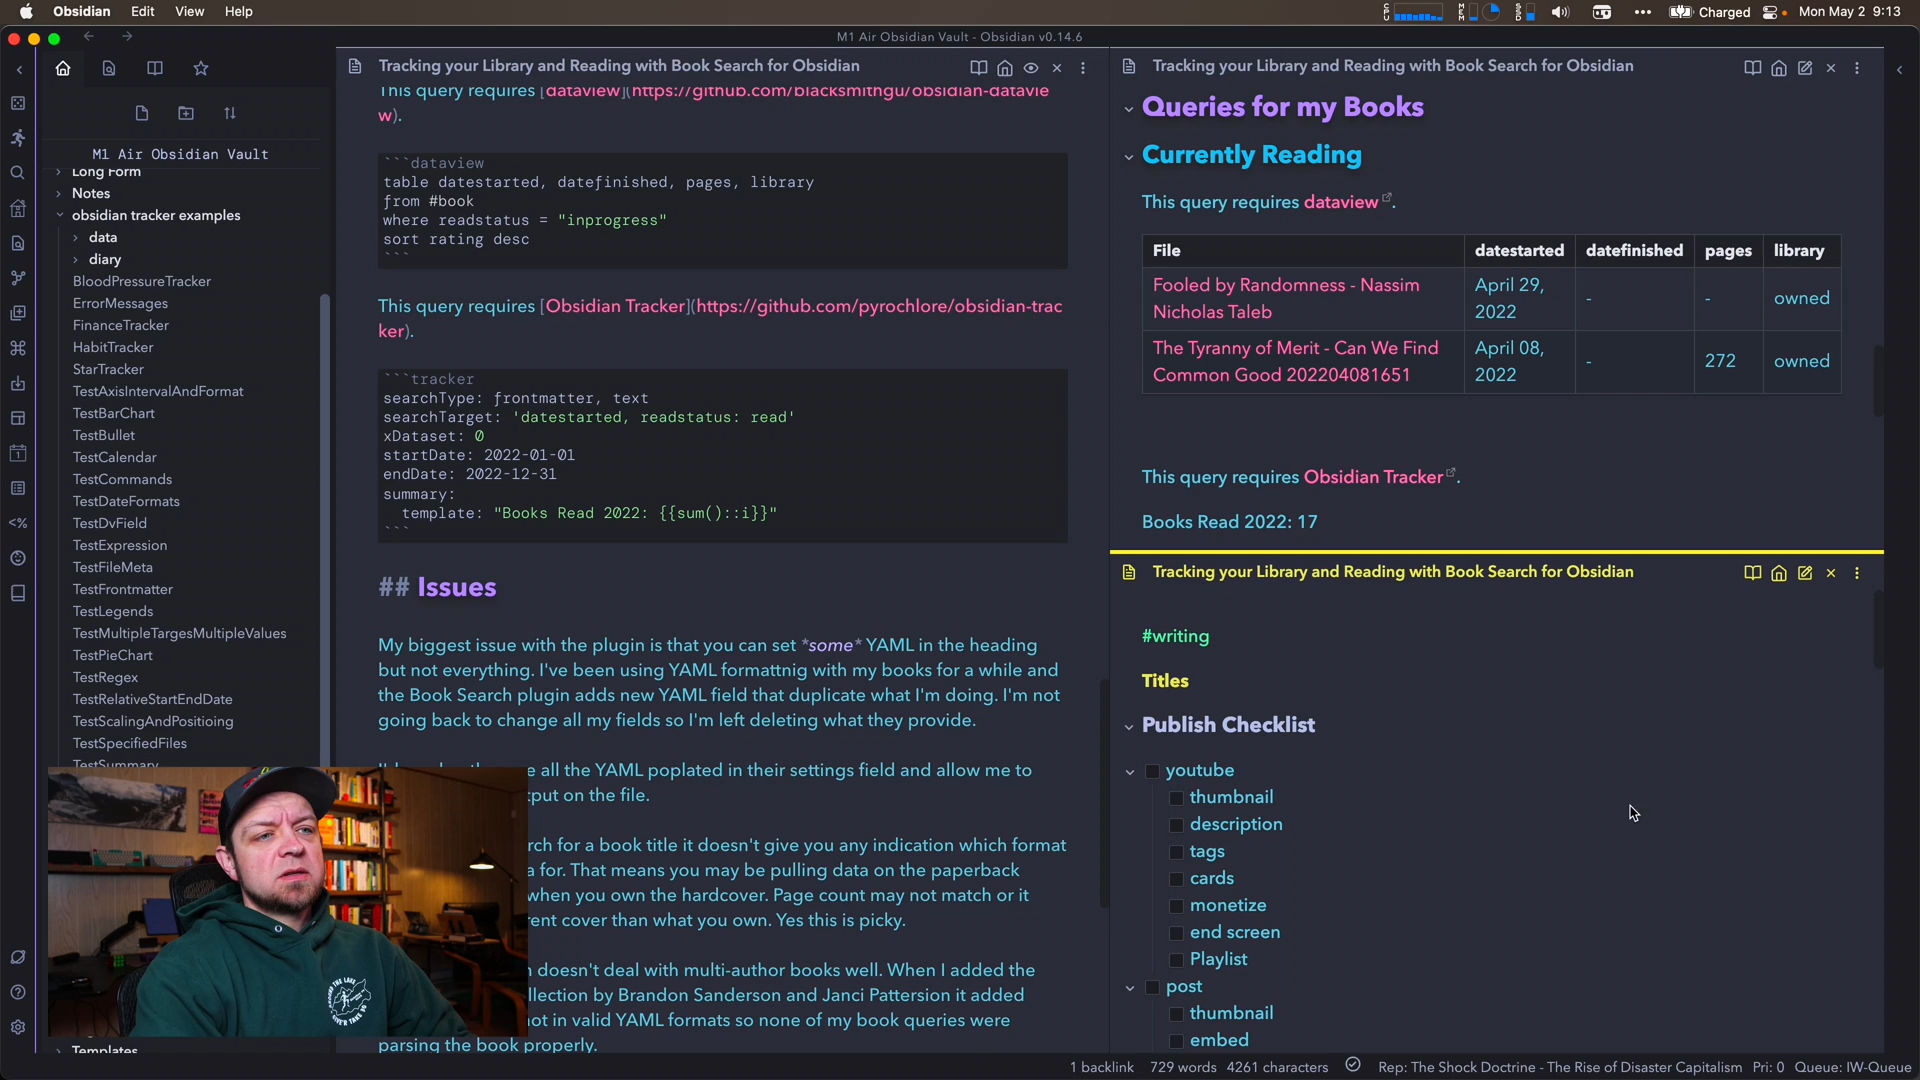 Obsidian Edit View Help
Charged Mon May 2 9:13
M1 Air Obsidian Vault - Obsidian v0.14.6
M1 Air Obsidian Vault
Long Form
Notes
obsidian tracker examples
data
diary
BloodPressureTracker
ErrorMessages
FinanceTracker
HabitTracker
StarTracker
TestAxisIntervalAndFormat
TestBarChart
TestBullet
TestCalendar
TestCommands
TestDateFormats
TestDvField
TestExpression
TestFileMeta
TestFrontmatter
TestLegends
TestMultipleTargesMultipleValues
TestPieChart
TestRegex
TestRelativeStartEndDate
TestScalingAndPositioing
TestSpecifiedFiles
TestSummary
Templates
Tracking your Library and Reading with Book Search for Obsidian
This query requires [dataview](https://github.com/blacksmithgu/obsidian-datavie
w).
```dataview
table datestarted, datefinished, pages, library
from #book
where readstatus = "inprogress"
sort rating desc
```
This query requires [Obsidian Tracker](https://github.com/pyrochlore/obsidian-trac
ker).
```tracker
searchType: frontmatter, text
searchTarget: 'datestarted, readstatus: read'
xDataset: 0
startDate: 2022-01-01
endDate: 2022-12-31
summary:
template: "Books Read 2022: {{sum()::i}}"
```
## Issues
My biggest issue with the plugin is that you can set *some* YAML in the heading
but not everything. I've been using YAML formattnig with my books for a while and
the Book Search plugin adds new YAML field that duplicate what I'm doing. I'm not
going back to change all my fields so I'm left deleting what they provide.
all the YAML poplated in their settings field and allow me to
on the file.
for a book title it doesn't give you any indication which format
for. That means you may be pulling data on the paperback
when you own the hardcover. Page count may not match or it
cover than what you own. Yes this is picky.
doesn't deal with multi-author books well. When I added the
by Brandon Sanderson and Janci Pattersion it added
in valid YAML formats so none of my book queries were
parsing the book properly.
Tracking your Library and Reading with Book Search for Obsidian
Queries for my Books
Currently Reading
This query requires dataview.
File datestarted datefinished pages library
Fooled by Randomness - Nassim Nicholas Taleb April 29, 2022 - - owned
The Tyranny of Merit - Can We Find Common Good 202204081651 April 08, 2022 - 272 owned
This query requires Obsidian Tracker.
Books Read 2022: 17
Tracking your Library and Reading with Book Search for Obsidian
#writing
Titles
Publish Checklist
youtube
thumbnail
description
tags
cards
monetize
end screen
Playlist
post
thumbnail
embed
1 backlink 729 words 4261 characters Rep: The Shock Doctrine - The Rise of Disaster Capitalism Pri: 0 Queue: IW-Queue